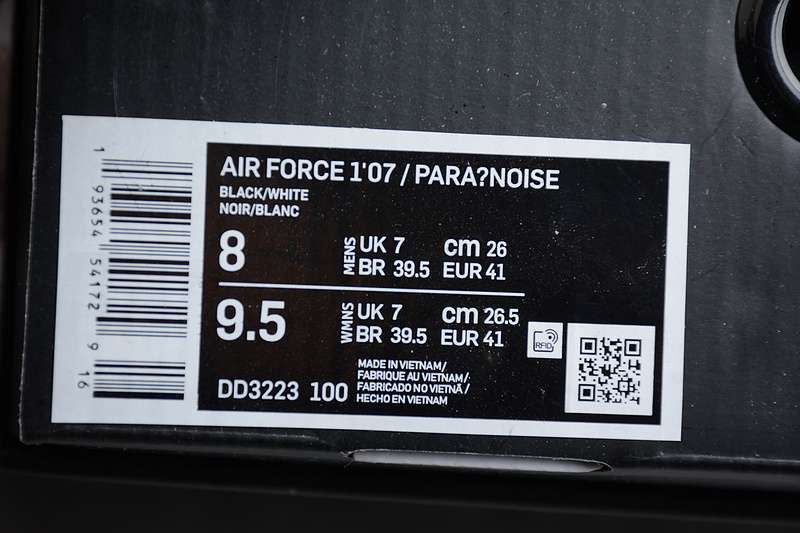 AIR FORCE 1'07 / PARA?NOISE
BLACK/WHITE
NOIR/BLANC
8 MENS UK 7 cm 26
BR 39.5 EUR 41
9.5 WMNS UK 7 cm 26.5
BR 39.5 EUR 41
RFID
MADE IN VIETNAM/
FABRIQUE AU VIETNAM/
FABRICADO NO VIETNÃ /
HECHO EN VIETNAM
DD3223 100
1 93654 54172 9 16